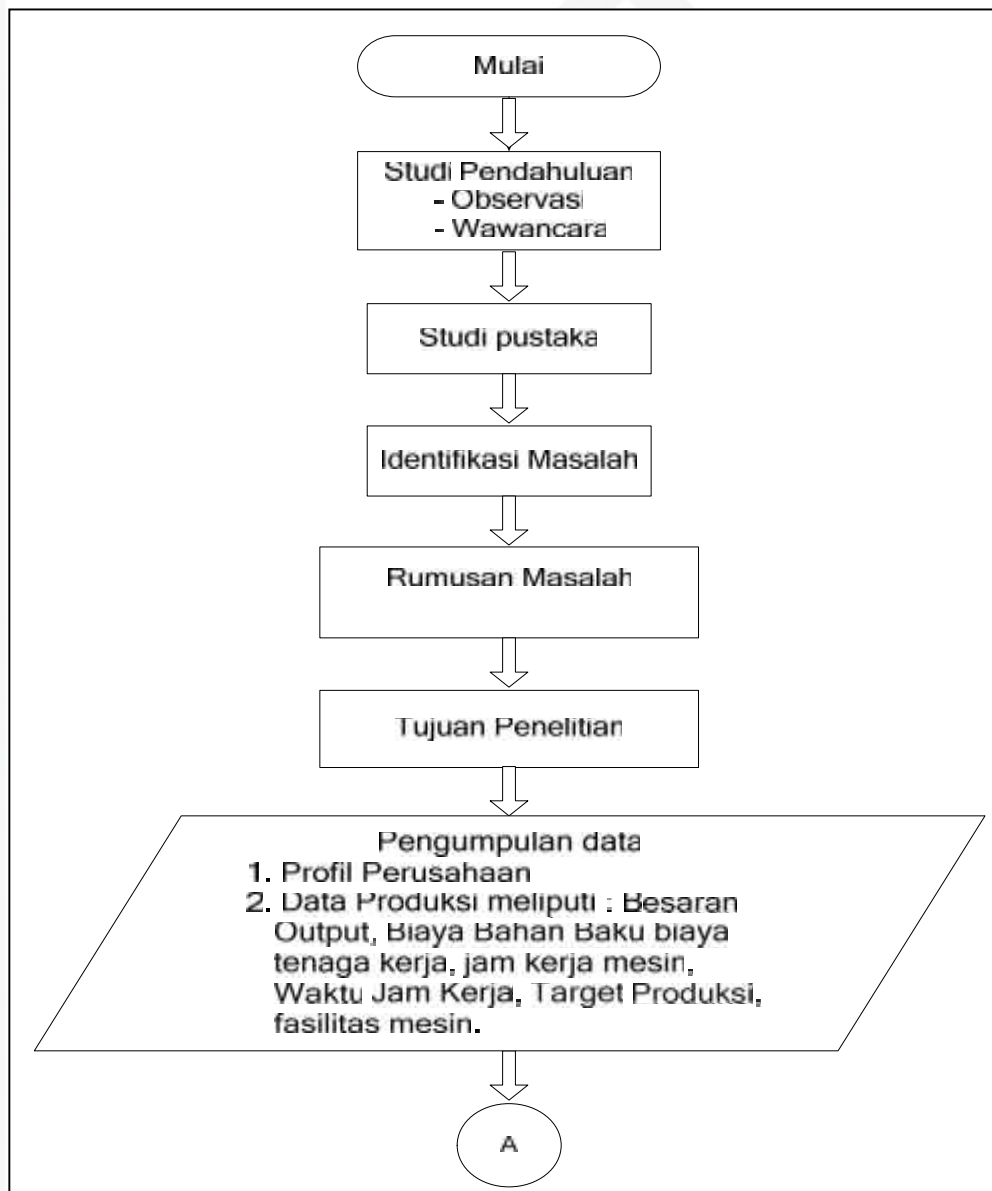 Mulai
Studi Pendahuluan
- Observasi
- Wawancara
Studi pustaka
Identifikasi Masalah
Rumusan Masalah
Tujuan Penelitian
Pengumpulan data
1. Profil Perusahaan
2. Data Produksi meliputi : Besaran
Output, Biaya Bahan Baku biaya
tenaga kerja, jam kerja mesin,
Waktu Jam Kerja, Target Produksi,
fasilitas mesin.
A